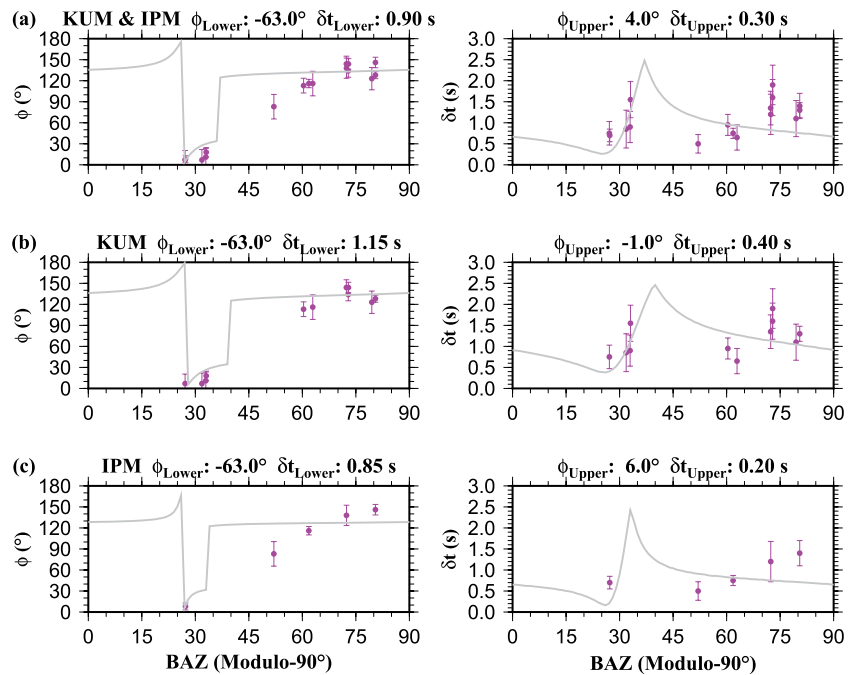 (a) KUM & IPM ϕLower: -63.0° δtLower: 0.90 s ϕUpper: 4.0° δtUpper: 0.30 s
ϕ (°)
180
150
120
90
60
30
0
0 15 30 45 60 75 90
δt (s)
3.0
2.5
2.0
1.5
1.0
0.5
0.0
0 15 30 45 60 75 90
(b) KUM ϕLower: -63.0° δtLower: 1.15 s ϕUpper: -1.0° δtUpper: 0.40 s
ϕ (°)
180
150
120
90
60
30
0
0 15 30 45 60 75 90
δt (s)
3.0
2.5
2.0
1.5
1.0
0.5
0.0
0 15 30 45 60 75 90
(c) IPM ϕLower: -63.0° δtLower: 0.85 s ϕUpper: 6.0° δtUpper: 0.20 s
ϕ (°)
180
150
120
90
60
30
0
0 15 30 45 60 75 90
BAZ (Modulo-90°)
δt (s)
3.0
2.5
2.0
1.5
1.0
0.5
0.0
0 15 30 45 60 75 90
BAZ (Modulo-90°)